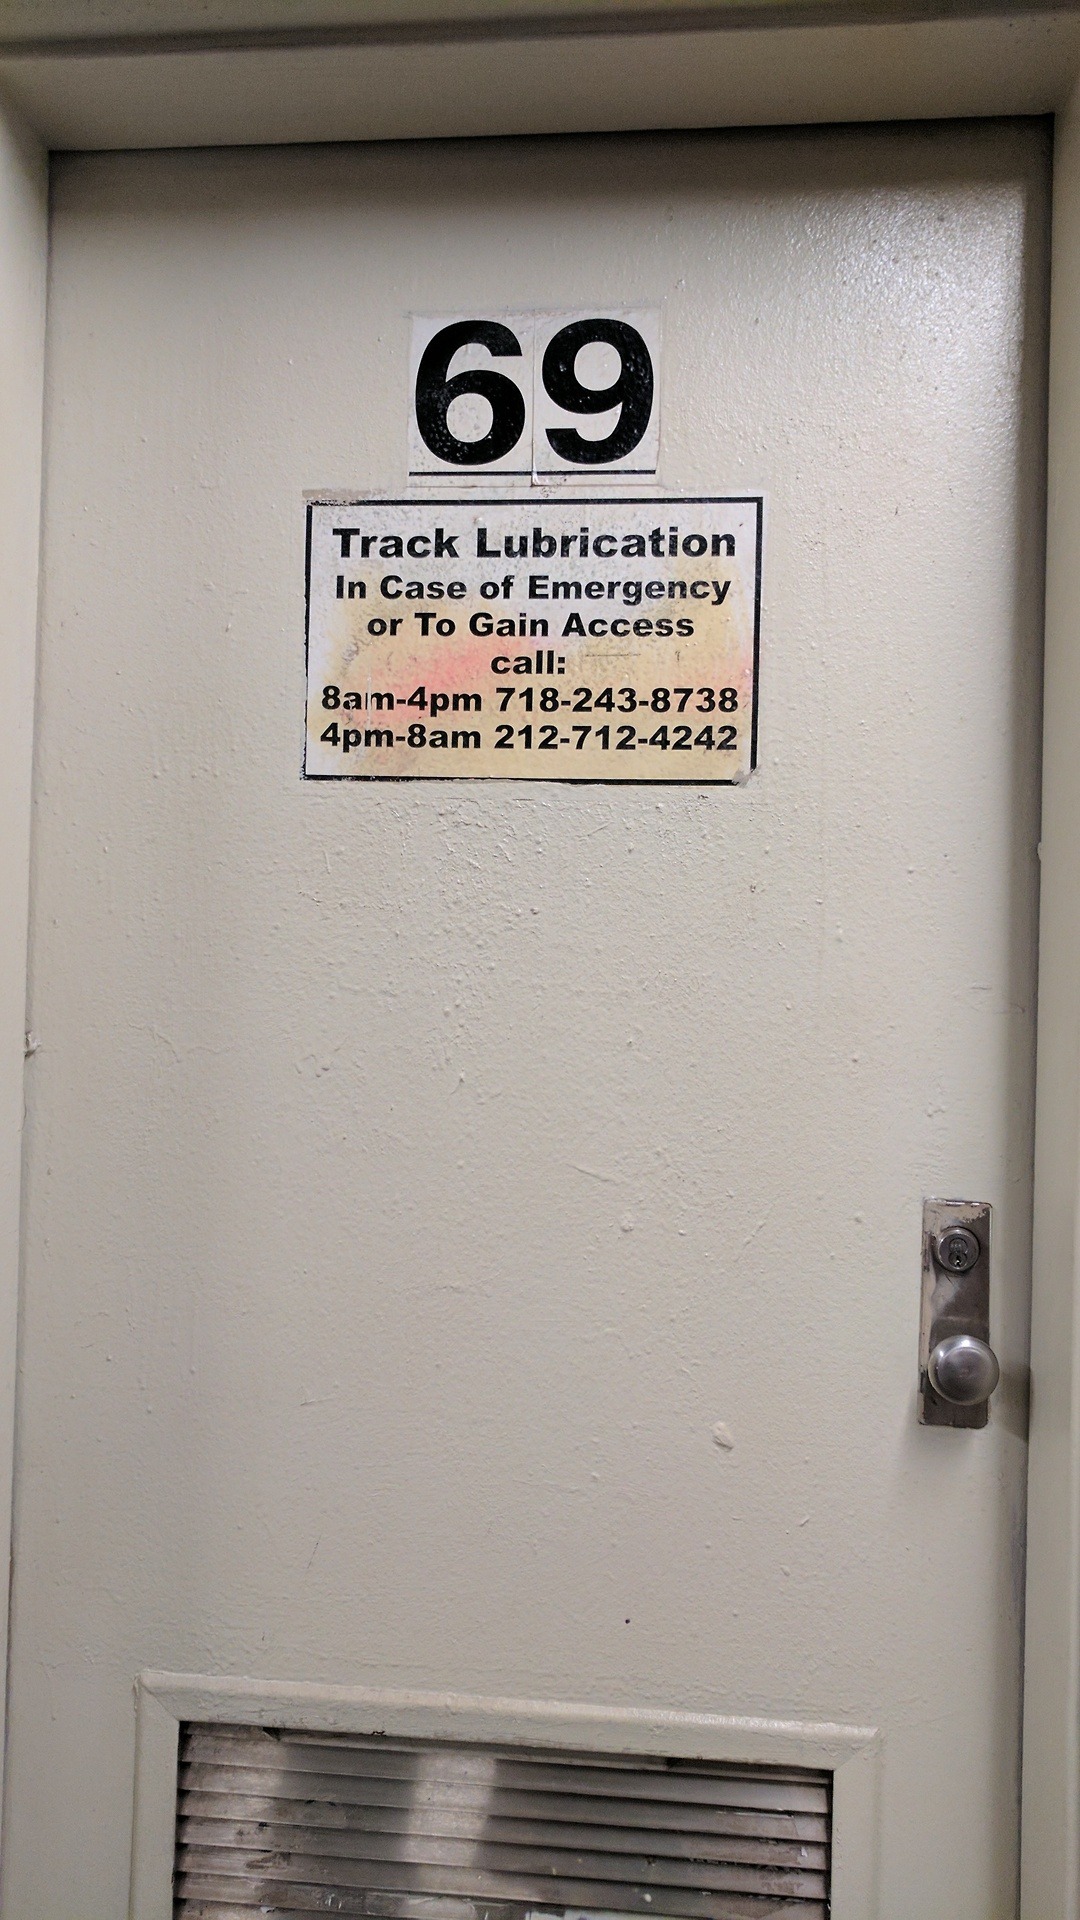 69
Track Lubrication
In Case of Emergency
or To Gain Access
call:
8am-4pm 718-243-8738
4pm-8am 212-712-4242